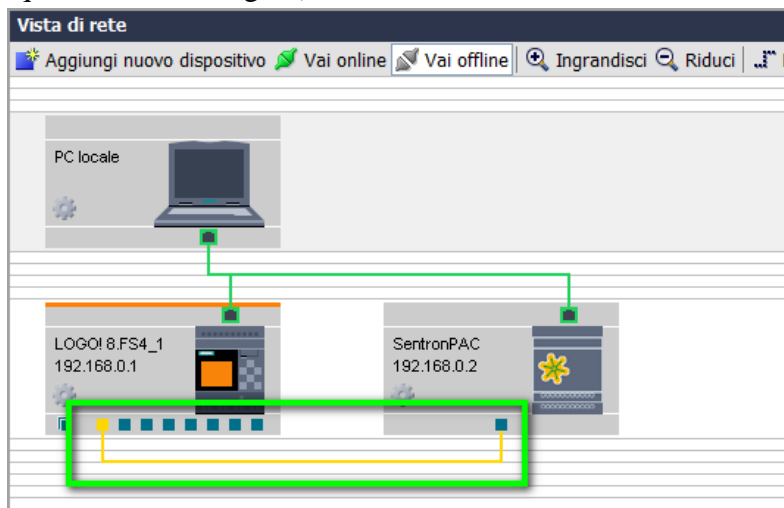 Vista di rete
Aggiungi nuovo dispositivo Vai online Vai offline Ingrandisci Riduci
PC locale
LOGO! 8.FS4_1
192.168.0.1
SentronPAC
192.168.0.2